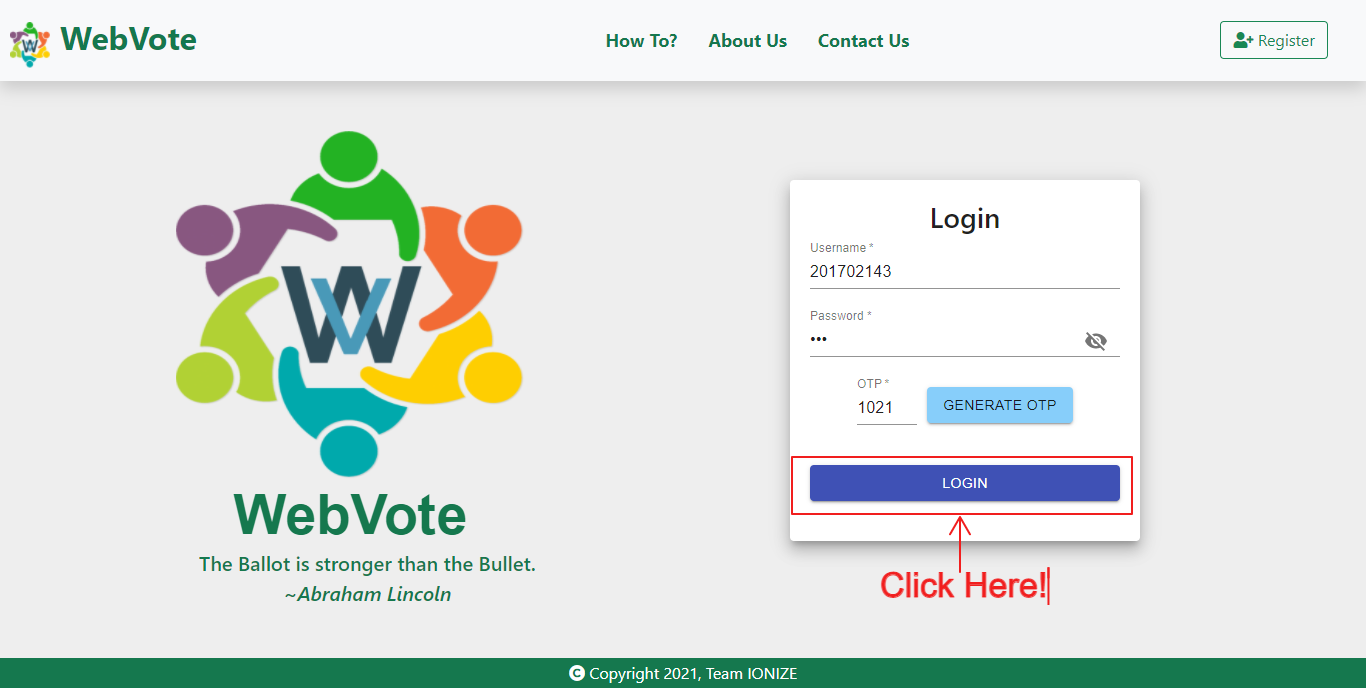 WebVote
How To? About Us Contact Us
Register
Login
Username *
201702143
Password *
•••
OTP *
1021 GENERATE OTP
LOGIN
Click Here!
W
WebVote
The Ballot is stronger than the Bullet.
~Abraham Lincoln
© Copyright 2021, Team IONIZE